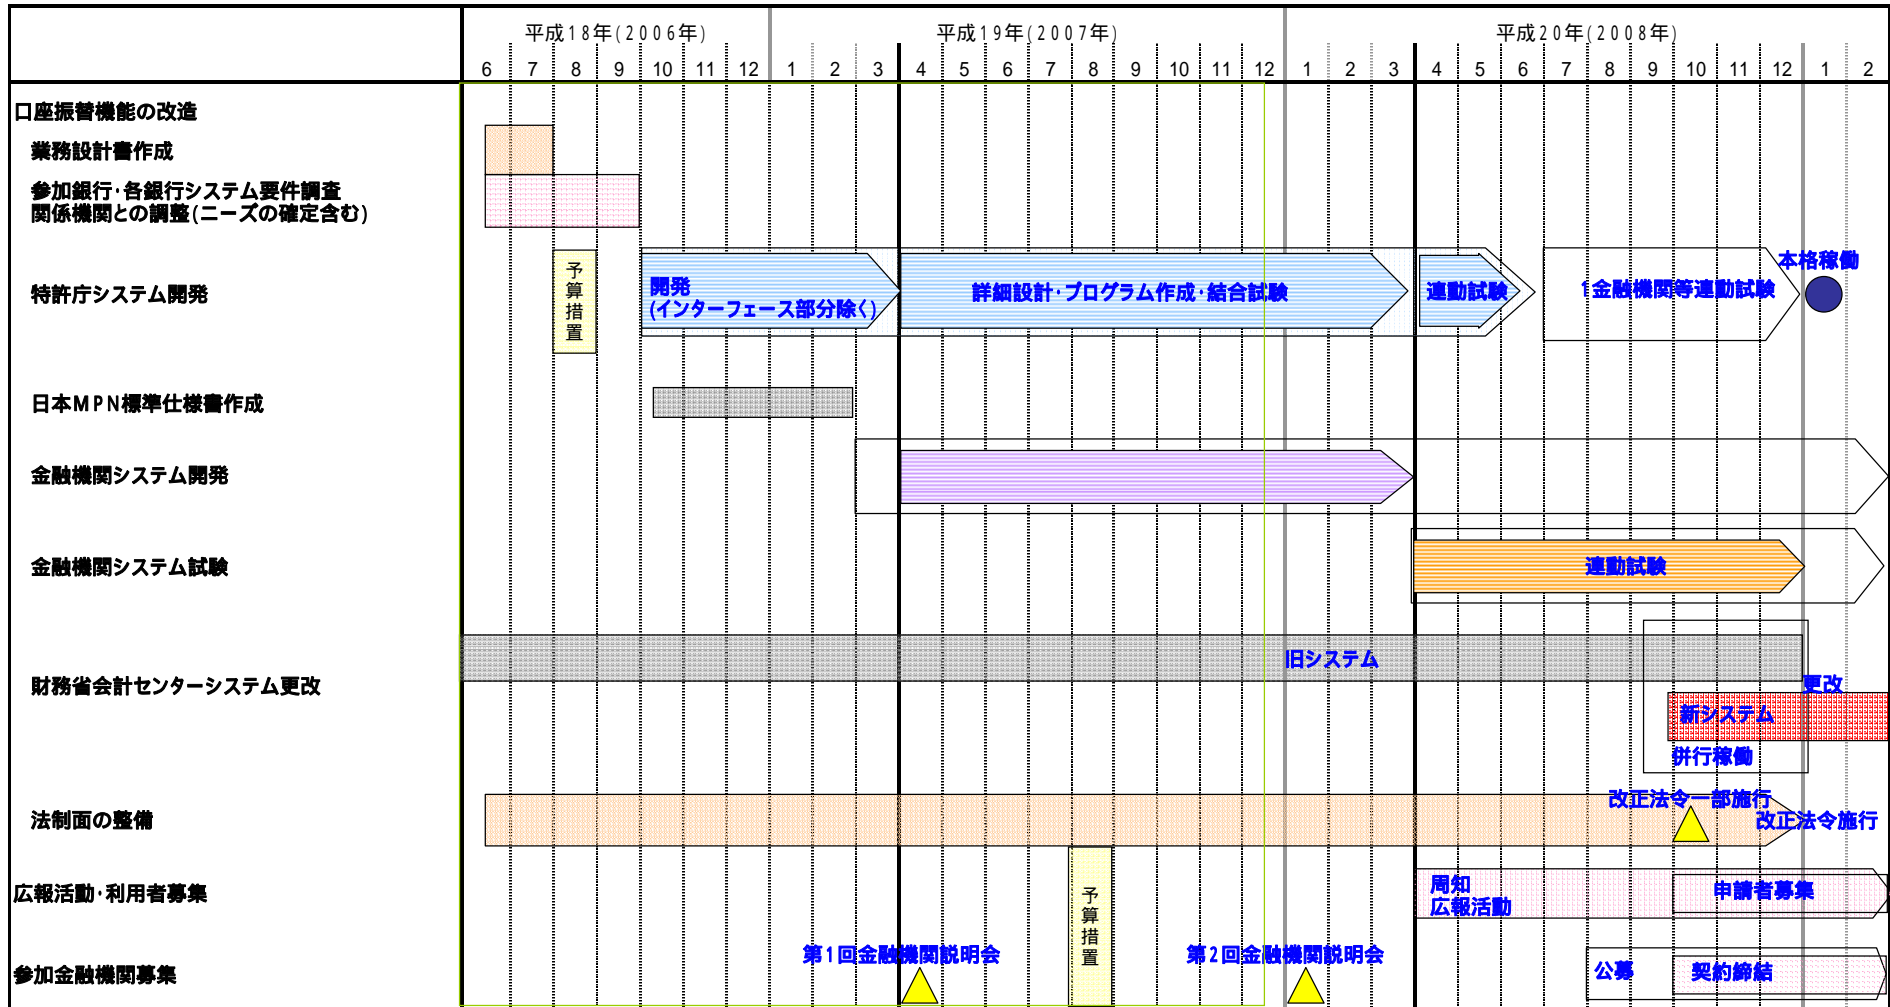 平成18年(2006年)
平成19年(2007年)
平成20年(2008年)
6 7 8 9 10 11 12 1 2 3 4 5 6 7 8 9 10 11 12 1 2 3 4 5 6 7 8 9 10 11 12 1 2
口座振替機能の改造
業務設計書作成
参加銀行・各銀行システム要件調査
関係機関との調整(ニーズの確定含む)
特許庁システム開発
予算措置
開発
(インターフェース部分除く)
詳細設計・プログラム作成・結合試験
連動試験
1金融機関等連動試験
本格稼働
日本MPN標準仕様書作成
金融機関システム開発
金融機関システム試験
連動試験
財務省会計センターシステム更改
旧システム
更改
新システム
併行稼働
法制面の整備
改正法令一部施行
改正法令施行
広報活動・利用者募集
予算措置
周知
広報活動
申請者募集
参加金融機関募集
第1回金融機関説明会
第2回金融機関説明会
公募
契約締結